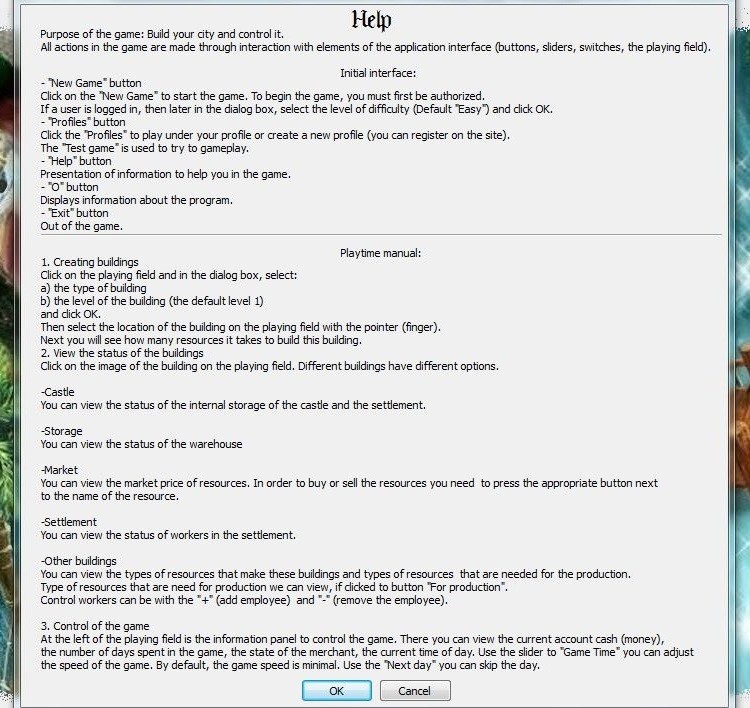 Help
Purpose of the game: Build your city and control it.
All actions in the game are made through interaction with elements of the application interface (buttons, sliders, switches, the playing field).
Initial interface:
- "New Game" button
Click on the "New Game" to start the game. To begin the game, you must first be authorized.
If a user is logged in, then later in the dialog box, select the level of difficulty (Default "Easy") and click OK.
- "Profiles" button
Click the "Profiles" to play under your profile or create a new profile (you can register on the site).
The "Test game" is used to try to gameplay.
- "Help" button
Presentation of information to help you in the game.
- "O" button
Displays information about the program.
- "Exit" button
Out of the game.
Playtime manual:
1. Creating buildings
Click on the playing field and in the dialog box, select:
a) the type of building
b) the level of the building (the default level 1)
and click OK.
Then select the location of the building on the playing field with the pointer (finger).
Next you will see how many resources it takes to build this building.
2. View the status of the buildings
Click on the image of the building on the playing field. Different buildings have different options.
-Castle
You can view the status of the internal storage of the castle and the settlement.
-Storage
You can view the status of the warehouse
-Market
You can view the market price of resources. In order to buy or sell the resources you need to press the appropriate button next
to the name of the resource.
-Settlement
You can view the status of workers in the settlement.
-Other buildings
You can view the types of resources that make these buildings and types of resources that are needed for the production.
Type of resources that are need for production we can view, if clicked to button "For production".
Control workers can be with the "+" (add employee) and "-" (remove the employee).
3. Control of the game
At the left of the playing field is the information panel to control the game. There you can view the current account cash (money),
the number of days spent in the game, the state of the merchant, the current time of day. Use the slider to "Game Time" you can adjust
the speed of the game. By default, the game speed is minimal. Use the "Next day" you can skip the day.
OK
Cancel